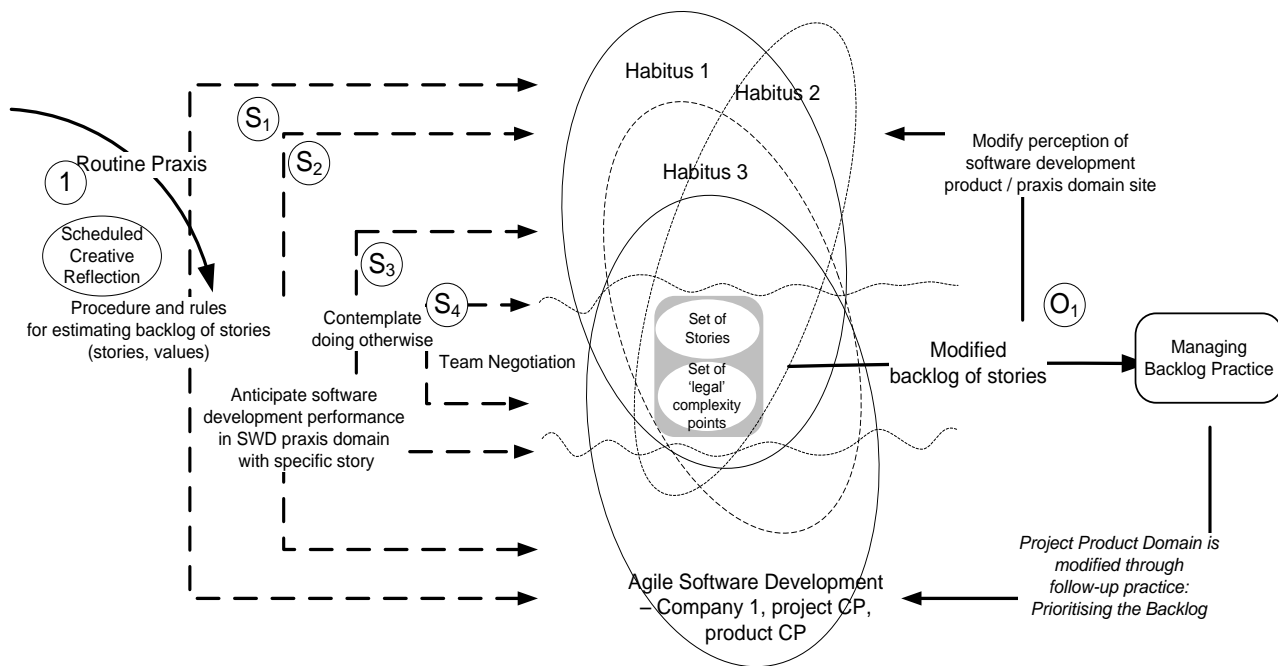 Habitus 1
Habitus 2
Habitus 3
S1
S2
1
Routine Praxis
Scheduled
Creative
Reflection
Procedure and rules
for estimating backlog of stories
(stories, values)
S3
S4
Contemplate
doing otherwise
Team Negotiation
Anticipate software
development performance
in SWD praxis domain
with specific story
Set of
Stories
Set of
‘legal’
complexity
points
Modify perception of
software development
product / praxis domain site
O1
Modified
backlog of stories
Managing
Backlog Practice
Agile Software Development
– Company 1, project CP,
product CP
Project Product Domain is
modified through
follow-up practice:
Prioritising the Backlog